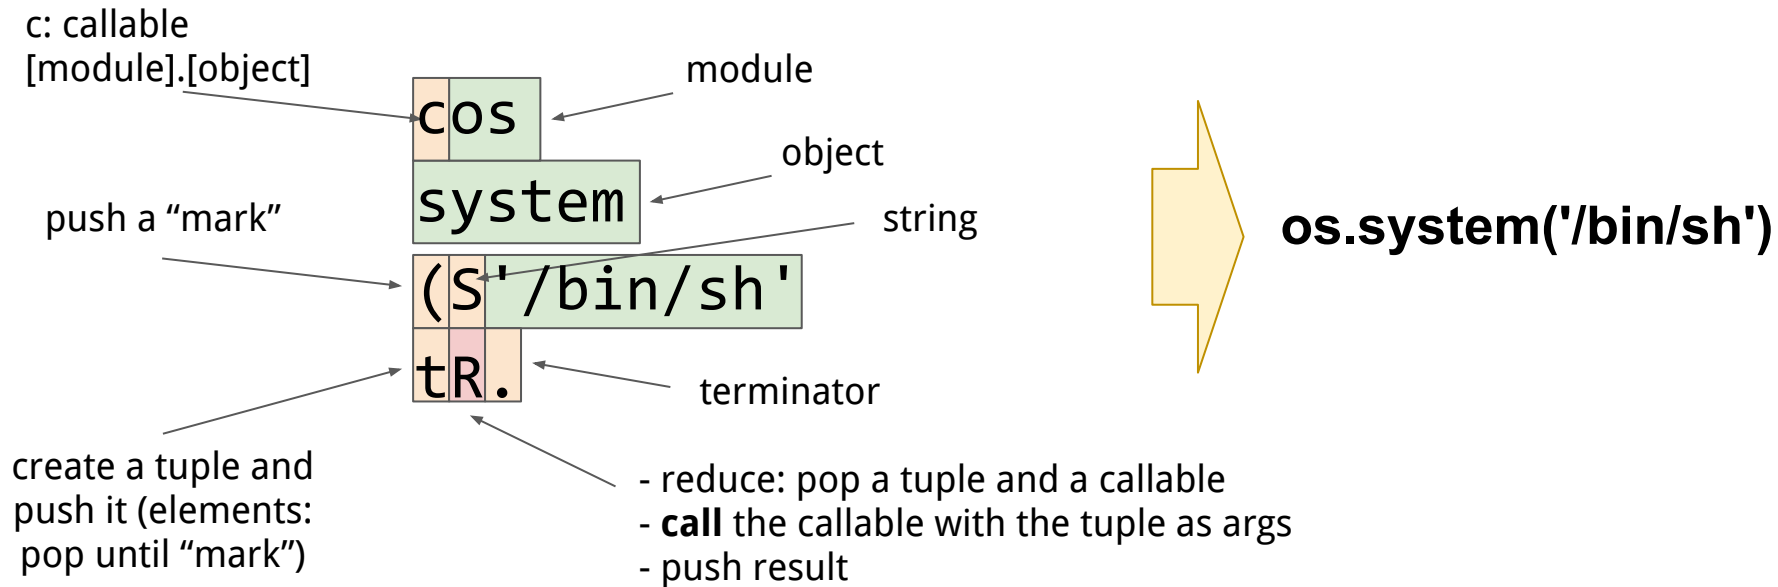 c: callable
[module].[object]
module
cos
object
system
push a “mark”
string
(S'/bin/sh'
os.system('/bin/sh')
tR.
terminator
create a tuple and
push it (elements:
pop until “mark”)
- reduce: pop a tuple and a callable
- call the callable with the tuple as args
- push result